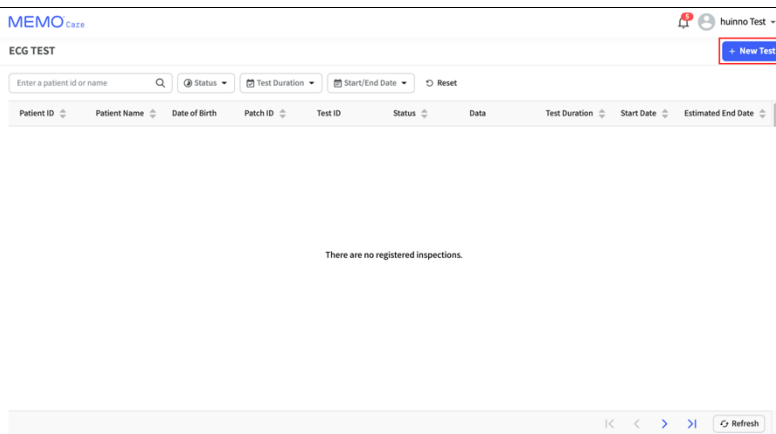 MEMO Care
5
huinno Test
ECG TEST
+ New Test
Enter a patient id or name
Status
Test Duration
Start/End Date
Reset
Patient ID Patient Name Date of Birth Patch ID Test ID Status Data Test Duration Start Date Estimated End Date
There are no registered inspections.
Refresh